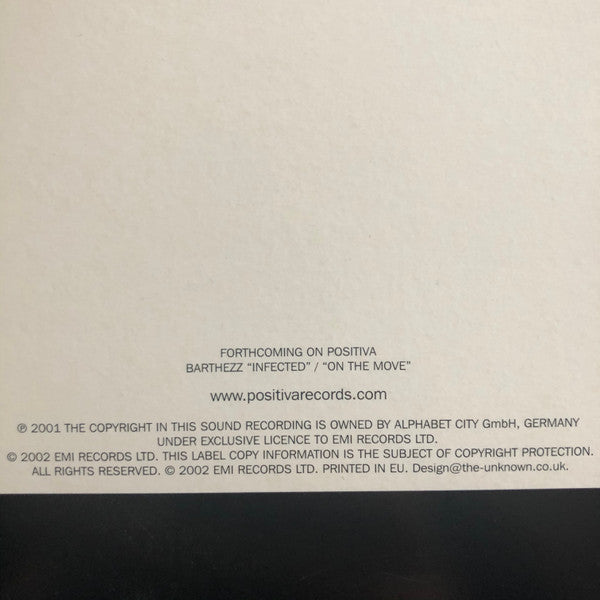 FORTHCOMING ON POSITIVA
BARTHEZZ “INFECTED” / “ON THE MOVE”
www.positivarecords.com
℗ 2001 THE COPYRIGHT IN THIS SOUND RECORDING IS OWNED BY ALPHABET CITY GmbH, GERMANY
UNDER EXCLUSIVE LICENCE TO EMI RECORDS LTD.
© 2002 EMI RECORDS LTD. THIS LABEL COPY INFORMATION IS THE SUBJECT OF COPYRIGHT PROTECTION.
ALL RIGHTS RESERVED. © 2002 EMI RECORDS LTD. PRINTED IN EU. Design@the-unknown.co.uk.